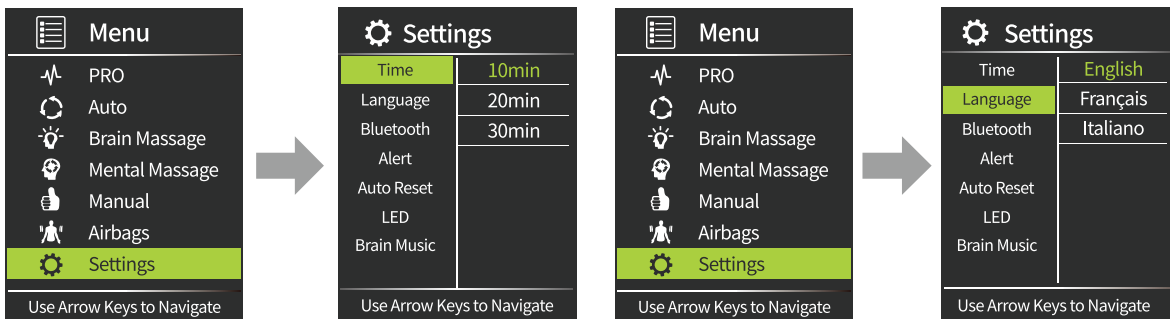 Menu
PRO
Auto
Brain Massage
Mental Massage
Manual
Airbags
Settings
Use Arrow Keys to Navigate
Settings
Time
Language
Bluetooth
Alert
Auto Reset
LED
Brain Music
10min
20min
30min
Use Arrow Keys to Navigate
Menu
PRO
Auto
Brain Massage
Mental Massage
Manual
Airbags
Settings
Use Arrow Keys to Navigate
Settings
Time
Language
Bluetooth
Alert
Auto Reset
LED
Brain Music
English
Français
Italiano
Use Arrow Keys to Navigate